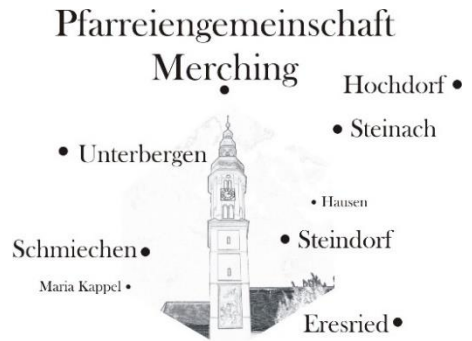 Pfarreiengemeinschaft
Merching
Hochdorf
Steinach
Unterbergen
Hausen
Steindorf
Schmiechen
Maria Kappel
Eresried